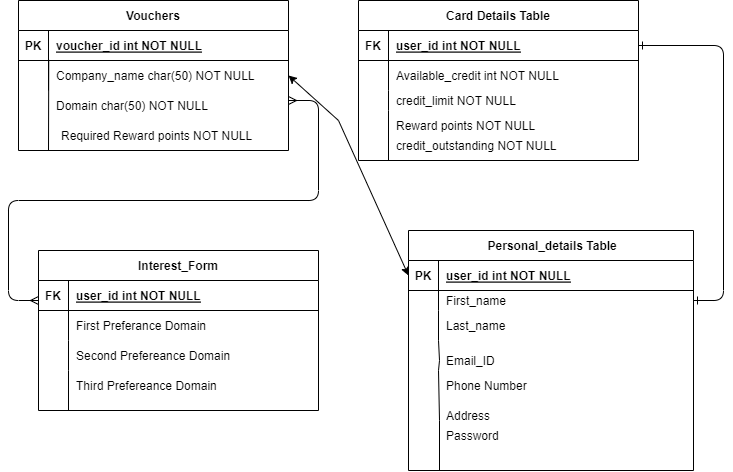 Vouchers
PK voucher_id int NOT NULL
Company_name char(50) NOT NULL
Domain char(50) NOT NULL
Required Reward points NOT NULL
Card Details Table
FK user_id int NOT NULL
Available_credit int NOT NULL
credit_limit NOT NULL
Reward points NOT NULL
credit_outstanding NOT NULL
Interest_Form
FK user_id int NOT NULL
First Preferance Domain
Second Prefereance Domain
Third Prefereance Domain
Personal_details Table
PK user_id int NOT NULL
First_name
Last_name
Email_ID
Phone Number
Address
Password